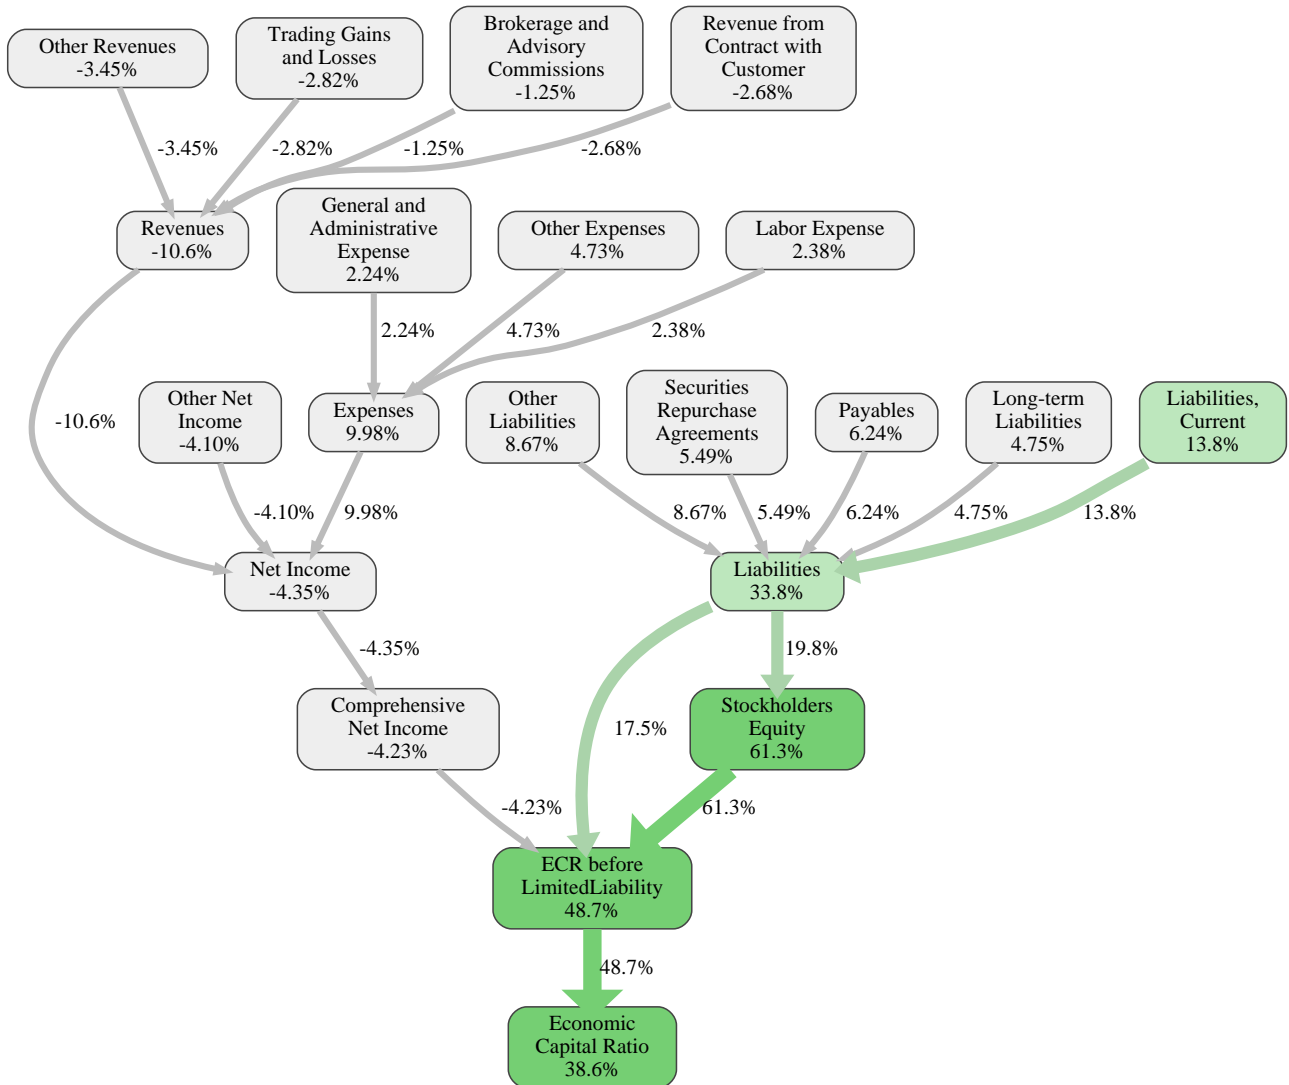 Other Revenues
-3.45%
Trading Gains
and Losses
-2.82%
Brokerage and
Advisory
Commissions
-1.25%
Revenue from
Contract with
Customer
-2.68%
-3.45%
-2.82%
-1.25%
-2.68%
Revenues
-10.6%
General and
Administrative
Expense
2.24%
Other Expenses
4.73%
Labor Expense
2.38%
2.24%
4.73%
2.38%
-10.6%
Other Net
Income
-4.10%
Expenses
9.98%
Other
Liabilities
8.67%
Securities
Repurchase
Agreements
5.49%
Payables
6.24%
Long-term
Liabilities
4.75%
Liabilities,
Current
13.8%
-4.10%
9.98%
8.67%
5.49%
6.24%
4.75%
13.8%
Net Income
-4.35%
Liabilities
33.8%
-4.35%
19.8%
Comprehensive
Net Income
-4.23%
17.5%
Stockholders
Equity
61.3%
-4.23%
61.3%
ECR before
LimitedLiability
48.7%
48.7%
Economic
Capital Ratio
38.6%